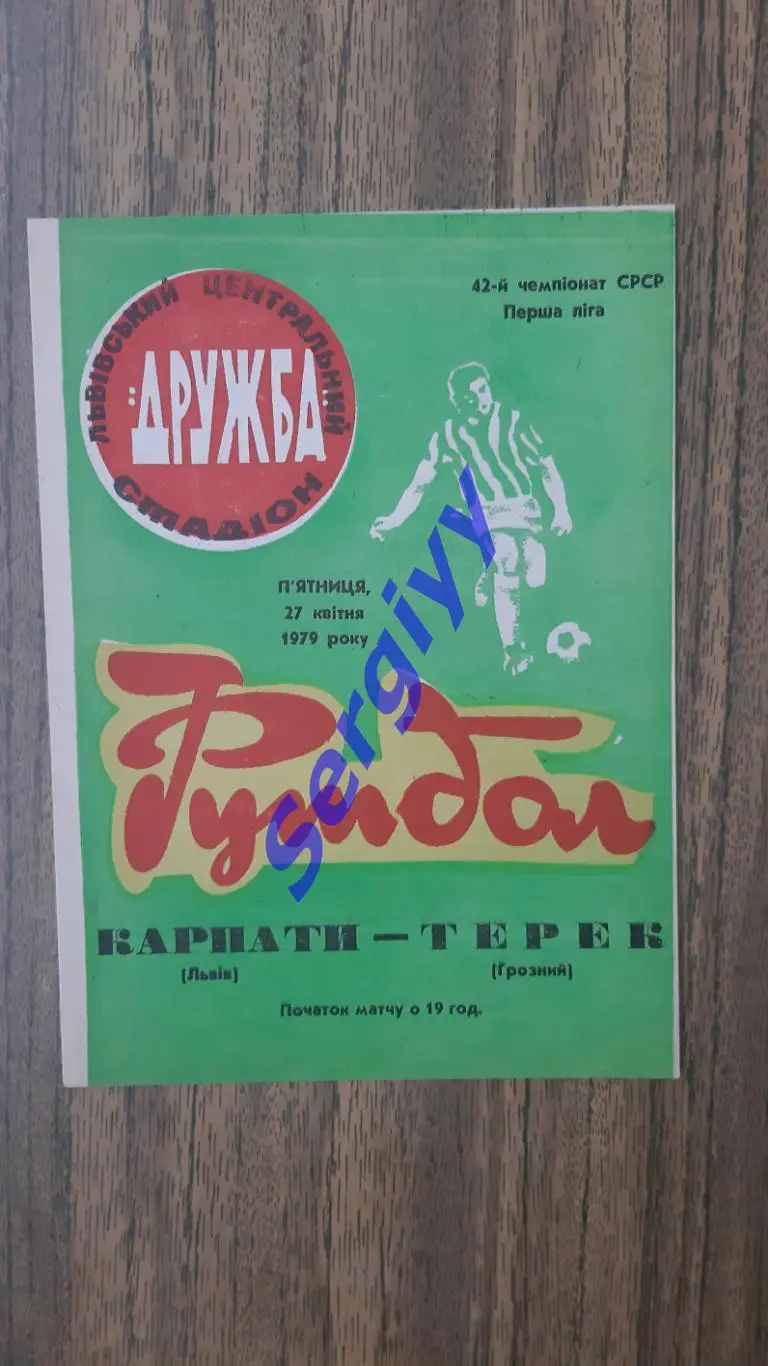 ЛЬВІВСЬКИЙ ЦЕНТРАЛЬНИЙ
"ДРУЖБА"
СТАДІОН
42-й чемпіонат СРСР
Перша ліга
П'ЯТНИЦЯ,
27 квітня
1979 року
Футбол
КАРПАТИ — ТЕРЕК
(Львів) (Грозний)
Початок матчу о 19 год.
sergiyy